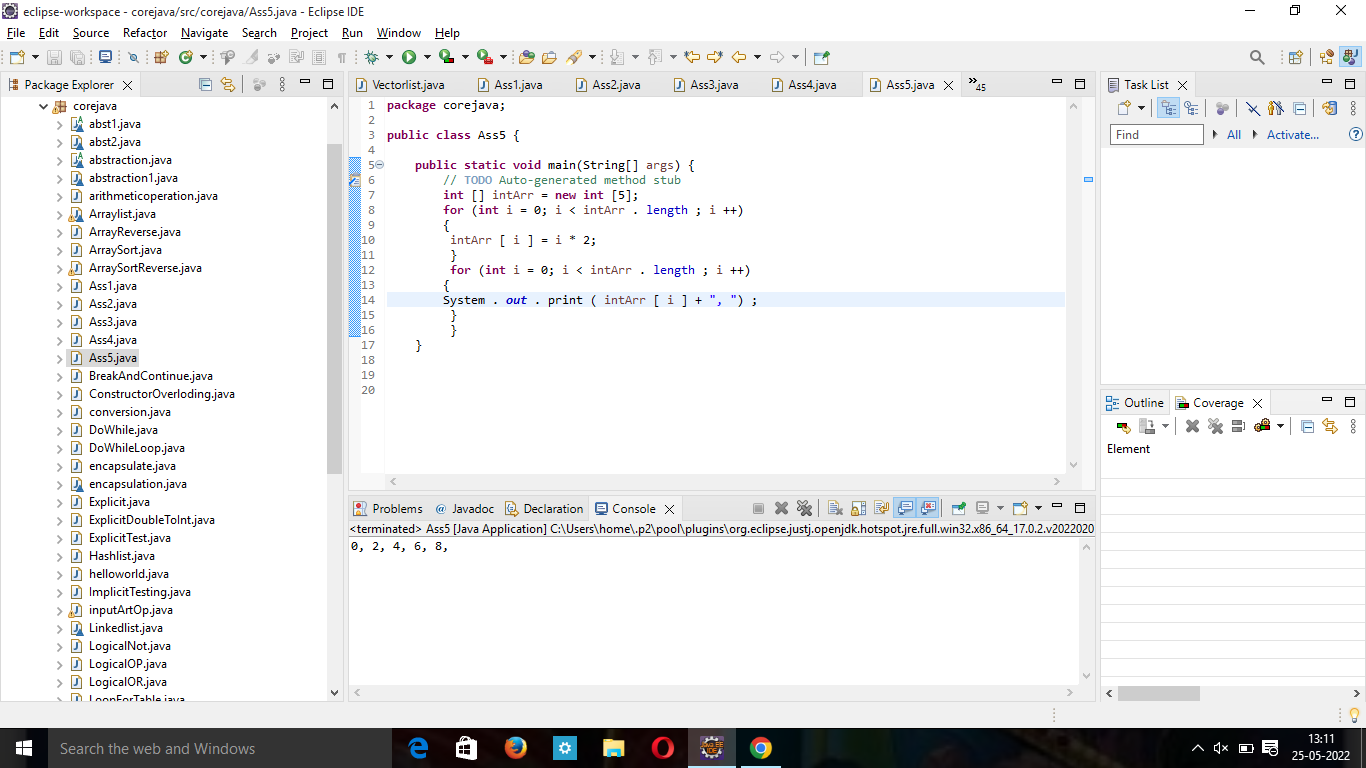 eclipse-workspace - corejava/src/corejava/Ass5.java - Eclipse IDE
File Edit Source Refactor Navigate Search Project Run Window Help
Package Explorer
corejava
abst1.java
abst2.java
abstraction.java
abstraction1.java
arithmeticoperation.java
Arraylist.java
ArrayReverse.java
ArraySort.java
ArraySortReverse.java
Ass1.java
Ass2.java
Ass3.java
Ass4.java
Ass5.java
BreakAndContinue.java
ConstructorOverloding.java
conversion.java
DoWhile.java
DoWhileLoop.java
encapsulate.java
encapsulation.java
Explicit.java
ExplicitDoubleToInt.java
ExplicitTest.java
Hashlist.java
helloworld.java
ImplicitTesting.java
inputArtOp.java
Linkedlist.java
LogicalNot.java
LogicalOP.java
LogicalOR.java
LoopForTable.java
Vectorlist.java Ass1.java Ass2.java Ass3.java Ass4.java Ass5.java 45
1 package corejava;
2
3 public class Ass5 {
4
5 public static void main(String[] args) {
6 // TODO Auto-generated method stub
7 int [] intArr = new int [5];
8 for (int i = 0; i < intArr . length ; i ++)
9 {
10 intArr [ i ] = i * 2;
11 }
12 for (int i = 0; i < intArr . length ; i ++)
13 {
14 System . out . print ( intArr [ i ] + ", ") ;
15 }
16 }
17 }
18
19
20
Problems @ Javadoc Declaration Console
<terminated> Ass5 [Java Application] C:\Users\home\.p2\pool\plugins\org.eclipse.justj.openjdk.hotspot.jre.full.win32.x86_64_17.0.2.v2022020
0, 2, 4, 6, 8,
Task List
Find All Activate...
Outline Coverage
Element
Search the web and Windows
13:11
25-05-2022